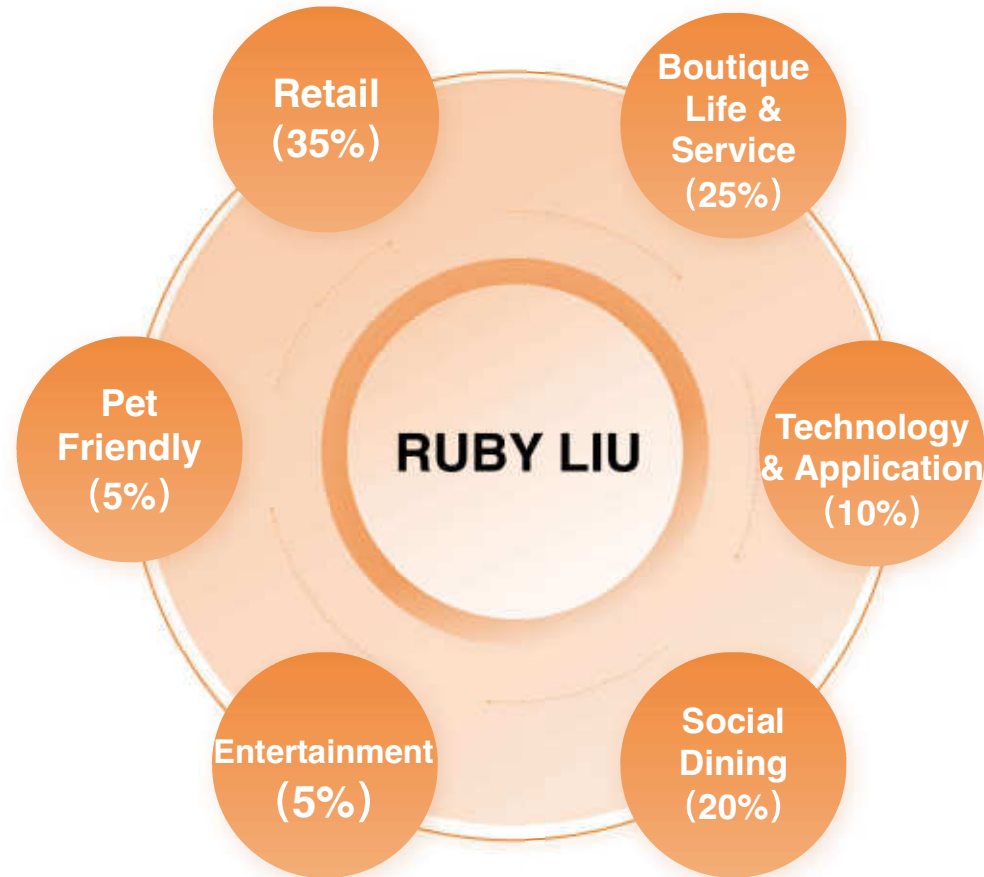 Retail
(35%)
Boutique
Life &
Service
(25%)
Pet
Friendly
(5%)
RUBY LIU
Technology
& Application
(10%)
Entertainment
(5%)
Social
Dining
(20%)